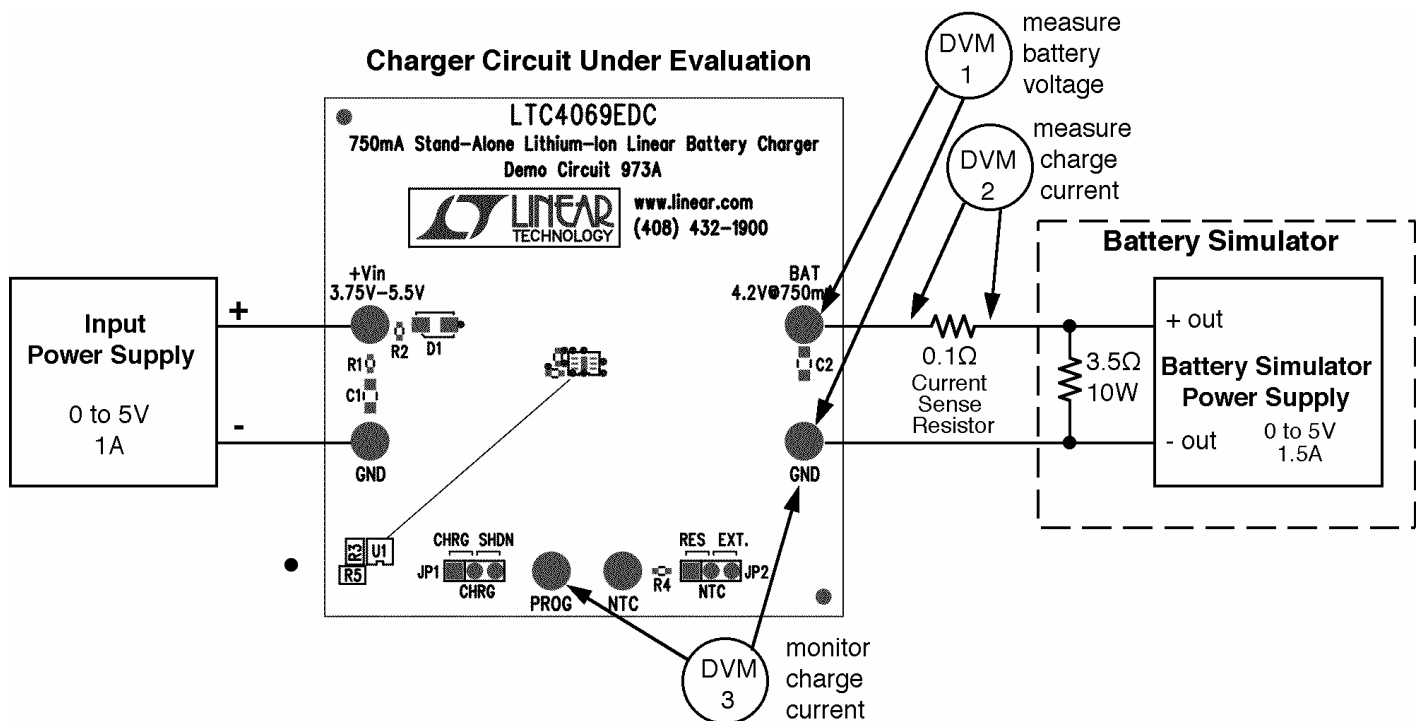 Charger Circuit Under Evaluation
DVM
1
measure
battery
voltage
DVM
2
measure
charge
current
LTC4069EDC
750mA Stand-Alone Lithium-Ion Linear Battery Charger
Demo Circuit 973A
LINEAR
TECHNOLOGY
www.linear.com
(408) 432-1900
Input
Power Supply
0 to 5V
1A
+
-
+Vin
3.75V-5.5V
R2
D1
R1
C1
GND
BAT
4.2V@750m
C2
GND
0.1Ω
Current
Sense
Resistor
Battery Simulator
3.5Ω
10W
+ out
Battery Simulator
Power Supply
- out
0 to 5V
1.5A
R3
U1
R5
CHRG SHDN
JP1
CHRG
PROG
NTC
R4
RES EXT.
JP2
NTC
DVM
3
monitor
charge
current